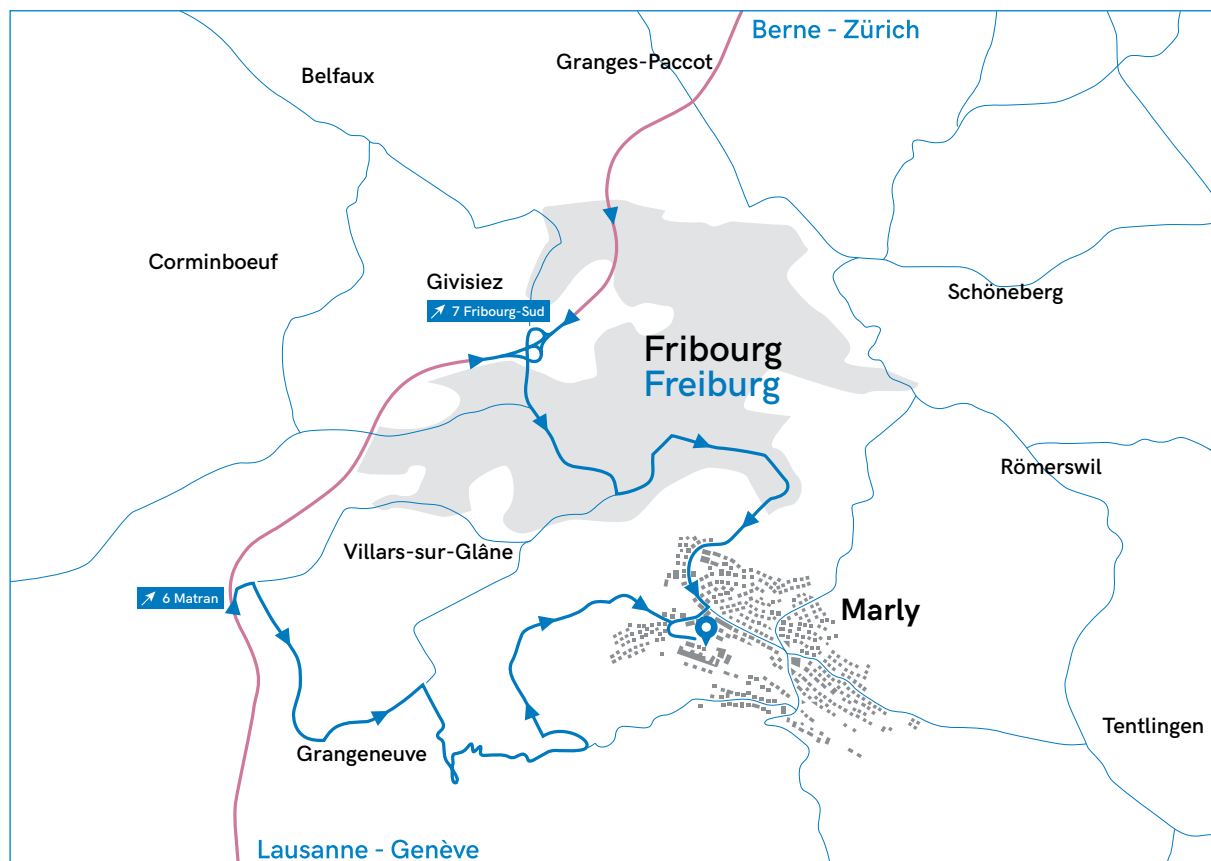 Berne - Zürich
Granges-Paccot
Belfaux
Corminboeuf
Givisiez
7 Fribourg-Sud
Schöneberg
Fribourg
Freiburg
Römerswil
Villars-sur-Glâne
6 Matran
Marly
Tentlingen
Grangeneuve
Lausanne - Genève